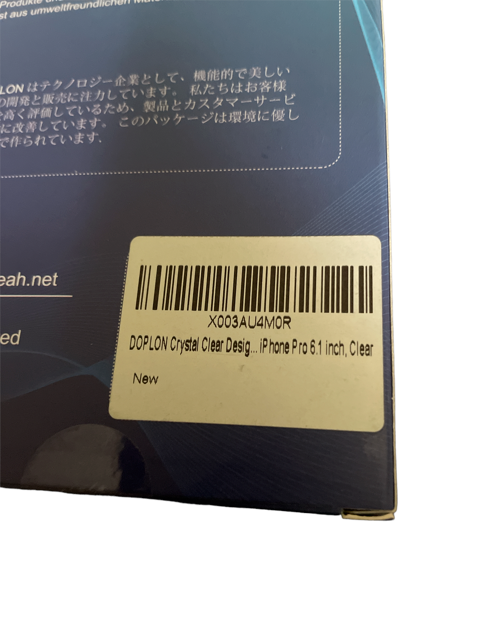 Produkte
st aus umweltfreundlichen
LON はテクノロジー企業として、機能的で美しい
の開発と販売に注力しています。私たちはお客様
高く評価しているため、製品とカスタマーサービ
に改善しています。このパッケージは環境に優し
で作られています.
eah.net
ed
X003AU4M0R
DOPLON Crystal Clear Desig... iPhone Pro 6.1 inch, Clear
New